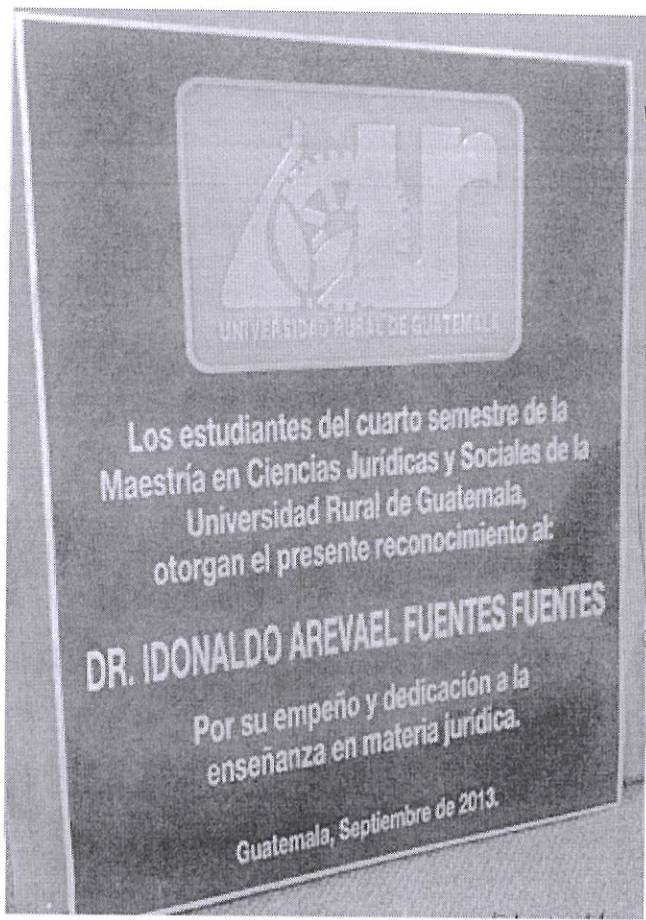 ur
UNIVERSIDAD RURAL DE GUATEMALA
Los estudiantes del cuarto semestre de la
Maestría en Ciencias Jurídicas y Sociales de la
Universidad Rural de Guatemala,
otorgan el presente reconocimiento al:
DR. IDONALDO AREVAEL FUENTES FUENTES
Por su empeño y dedicación a la
enseñanza en materia jurídica.
Guatemala, Septiembre de 2013.